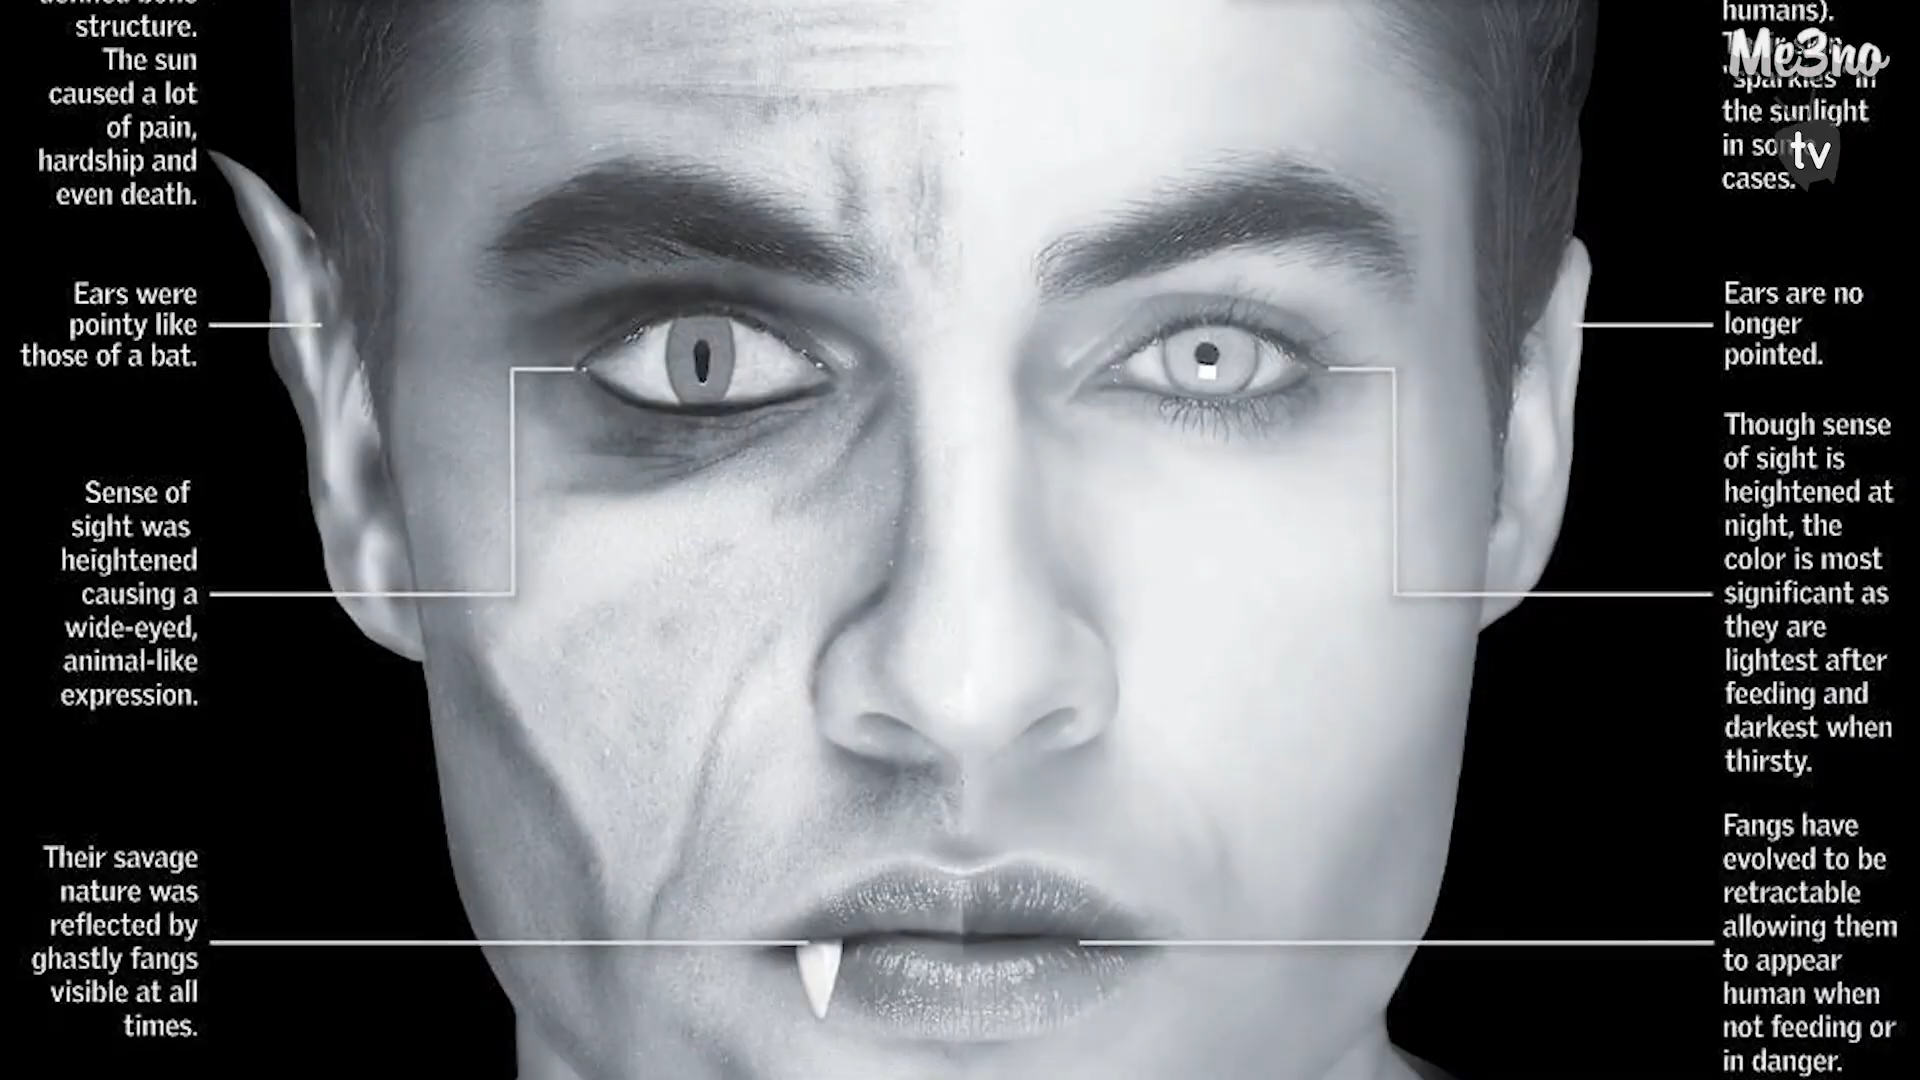 structure.
The sun
caused a lot
of pain,
hardship and
even death.
Ears were
pointy like
those of a bat.
Sense of
sight was
heightened
causing a
wide-eyed,
animal-like
expression.
Their savage
nature was
reflected by
ghastly fangs
visible at all
times.
humans).
"sparkles" in
the sunlight
in some
cases.
Me3no
tv
Ears are no
longer
pointed.
Though sense
of sight is
heightened at
night, the
color is most
significant as
they are
lightest after
feeding and
darkest when
thirsty.
Fangs have
evolved to be
retractable
allowing them
to appear
human when
not feeding or
in danger.